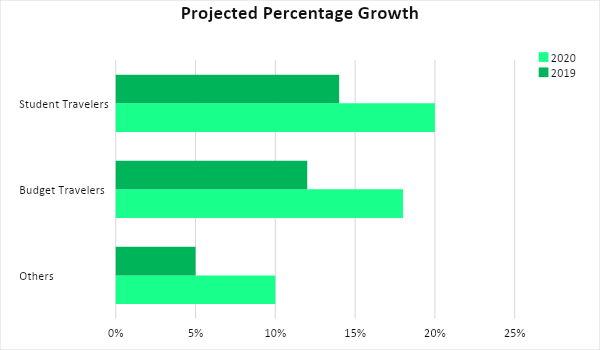 Projected Percentage Growth
2020
2019
Student Travelers
Budget Travelers
Others
0% 5% 10% 15% 20% 25%